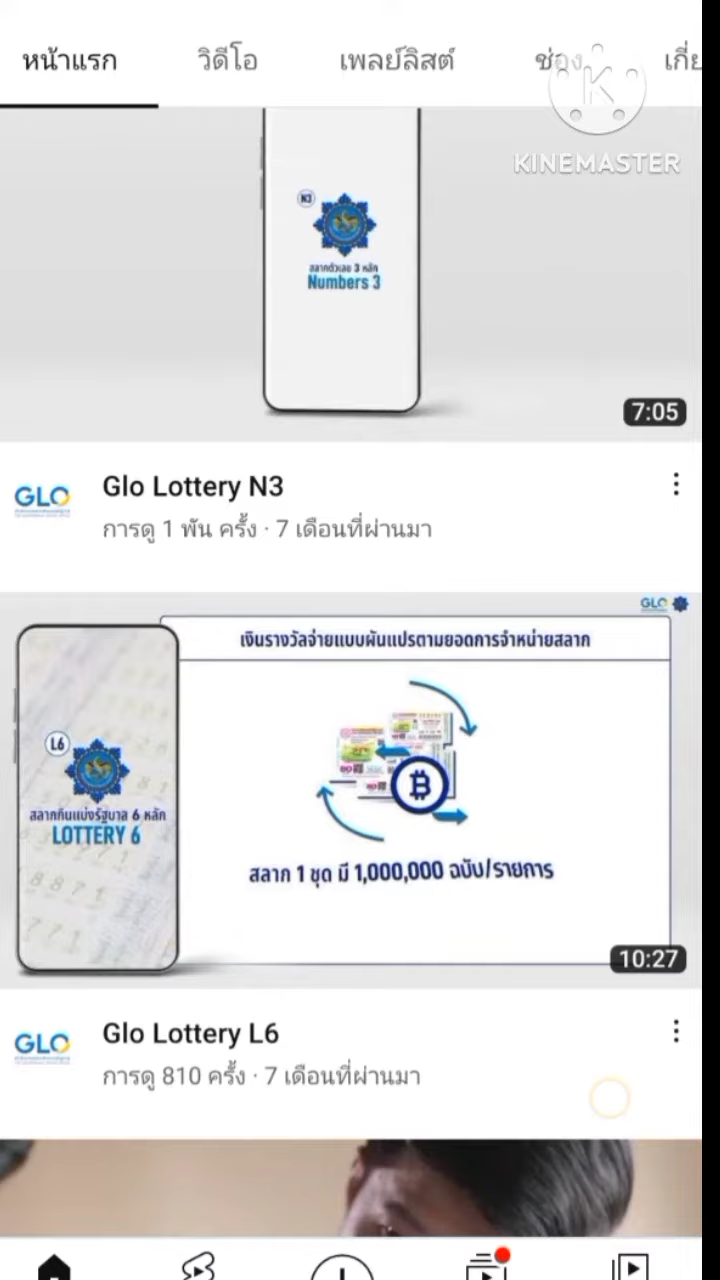 หน้าแรก วิดีโอ เพลย์ลิสต์ ช่อง เกี่ย
KINEMASTER
N3
สลากตัวเลข 3 หลัก
Numbers 3
7:05
GLO
Glo Lottery N3
การดู 1 พัน ครั้ง · 7 เดือนที่ผ่านมา
GLO
เงินรางวัลจ่ายแบบผันแปรตามยอดการจำหน่ายสลาก
L6
สลากกินแบ่งรัฐบาล 6 หลัก
LOTTERY 6
สลาก 1 ชุด มี 1,000,000 ฉบับ/รายการ
10:27
GLO
Glo Lottery L6
การดู 810 ครั้ง · 7 เดือนที่ผ่านมา